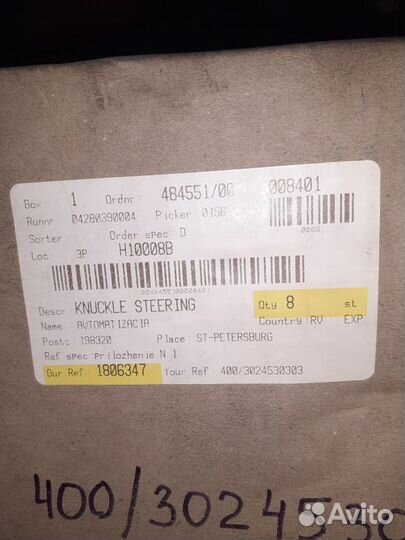 Box 1 Ordnr: 484551/00 008401
Runnr 04280390004 Picker 0158
0008
Sorter Order spec D
Loc 3P H10008B
Descr KNUCKLE STEERING Qty 8 st
Name AVTOMATIZACIA Country:RV EXP
Postc 198320 Place: ST-PETERSBURG
Ref spec Prilozhenie N 1
Our Ref: 1806347 Your Ref: 400/3024530303
400/3024530
Avito